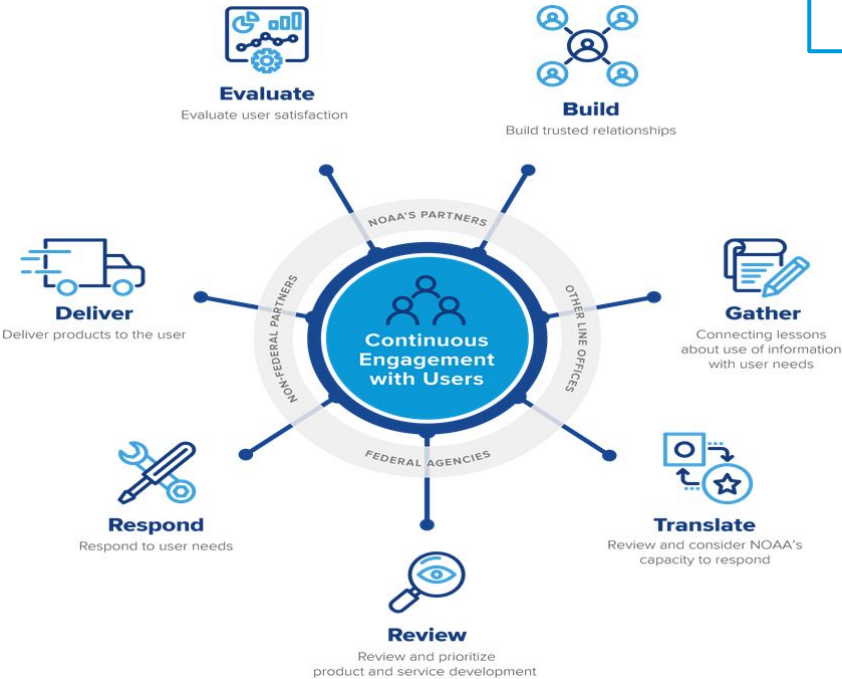 Evaluate
Evaluate user satisfaction
Build
Build trusted relationships
NOAA'S PARTNERS
Deliver
Deliver products to the user
NON-FEDERAL PARTNERS
Continuous
Engagement
with Users
OTHER LINE OFFICES
Gather
Connecting lessons
about use of information
with user needs
FEDERAL AGENCIES
Respond
Respond to user needs
Translate
Review and consider NOAA's
capacity to respond
Review
Review and prioritize
product and service development